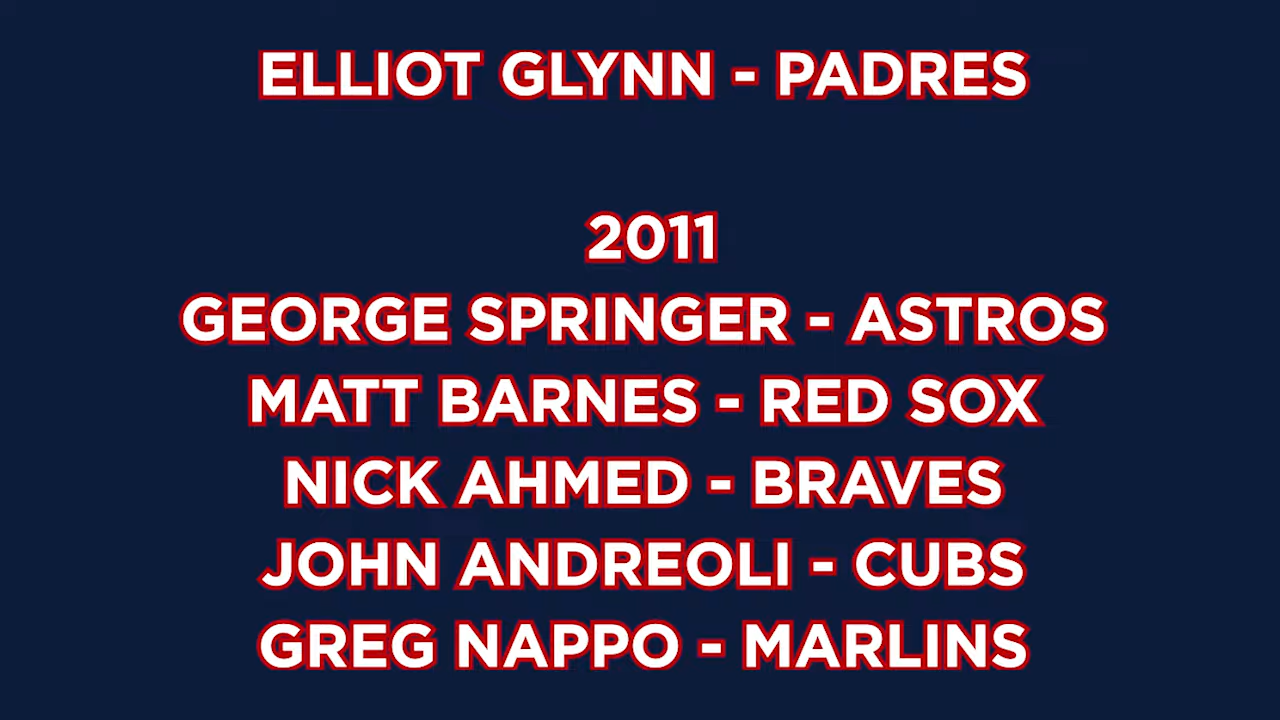 ELLIOT GLYNN - PADRES
2011
GEORGE SPRINGER - ASTROS
MATT BARNES - RED SOX
NICK AHMED - BRAVES
JOHN ANDREOLI - CUBS
GREG NAPPO - MARLINS